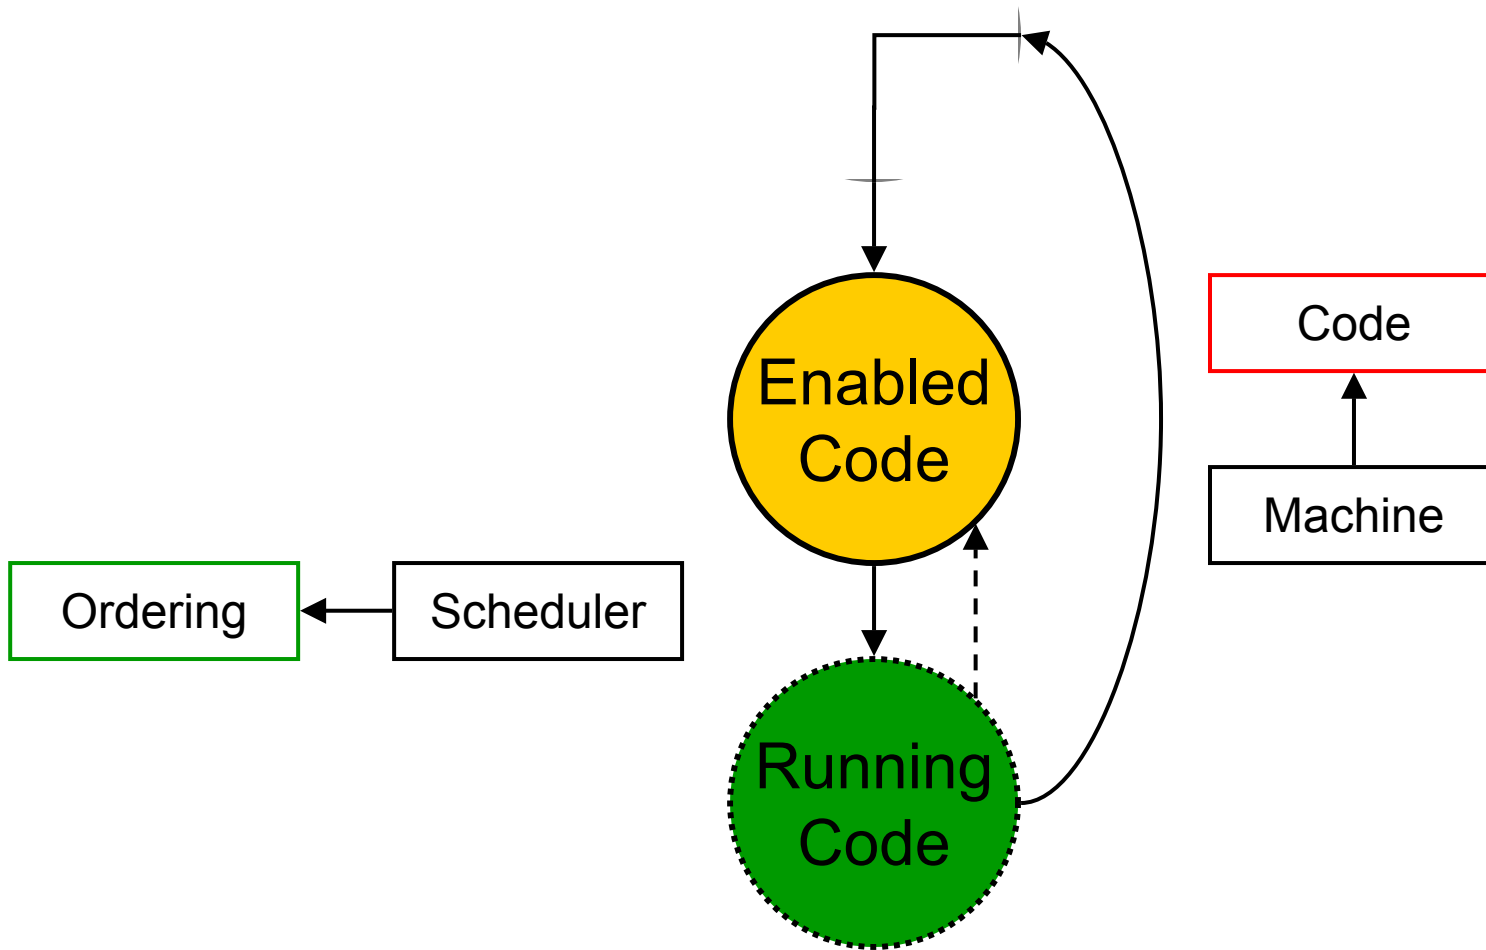 Enabled
Code
Code
Machine
Ordering
Scheduler
Running
Code